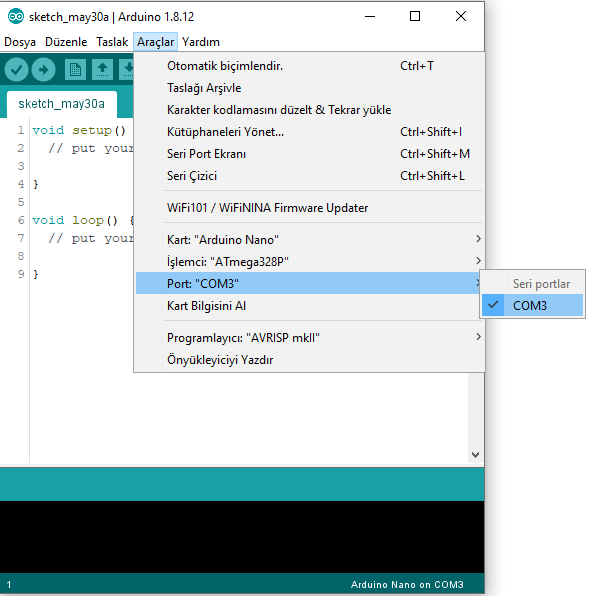 sketch_may30a | Arduino 1.8.12
Dosya Düzenle Taslak Araçlar Yardım
sketch_may30a
1 void setup()
2 // put your
3
4 }
5
6 void loop() {
7 // put your
8
9 }
Otomatik biçimlendir. Ctrl+T
Taslağı Arşivle
Karakter kodlamasını düzelt & Tekrar yükle
Kütüphaneleri Yönet... Ctrl+Shift+I
Seri Port Ekranı Ctrl+Shift+M
Seri Çizici Ctrl+Shift+L
WiFi101 / WiFiNINA Firmware Updater
Kart: "Arduino Nano"
İşlemci: "ATmega328P"
Port: "COM3"
Kart Bilgisini Al
Programlayıcı: "AVRISP mkII"
Önyükleyiciyi Yazdır
Seri portlar
COM3
1 Arduino Nano on COM3